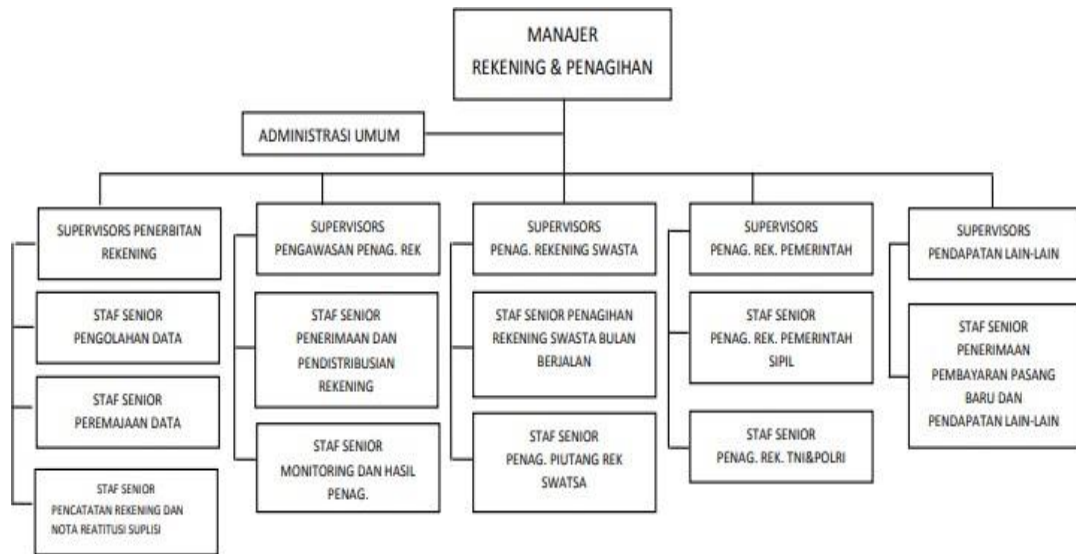 MANAJER
REKENING & PENAGIHAN
ADMINISTRASI UMUM
SUPERVISORS PENERBITAN
REKENING
SUPERVISORS
PENGAWASAN PENAG. REK
SUPERVISORS
PENAG. REKENING SWASTA
SUPERVISORS
PENAG. REK. PEMERINTAH
SUPERVISORS
PENDAPATAN LAIN-LAIN
STAF SENIOR
PENGOLAHAN DATA
STAF SENIOR
PENERIMAAN DAN
PENDISTRIBUSIAN
REKENING
STAF SENIOR PENAGIHAN
REKENING SWASTA BULAN
BERJALAN
STAF SENIOR
PENAG. REK. PEMERINTAH
SIPIL
STAF SENIOR
PENERIMAAN
PEMBAYARAN PASANG
BARU DAN
PENDAPATAN LAIN-LAIN
STAF SENIOR
PEREMAJAAN DATA
STAF SENIOR
MONITORING DAN HASIL
PENAG.
STAF SENIOR
PENAG. PIUTANG REK
SWATSA
STAF SENIOR
PENAG. REK. TNI&POLRI
STAF SENIOR
PENCATATAN REKENING DAN
NOTA REATITUSI SUPLISI